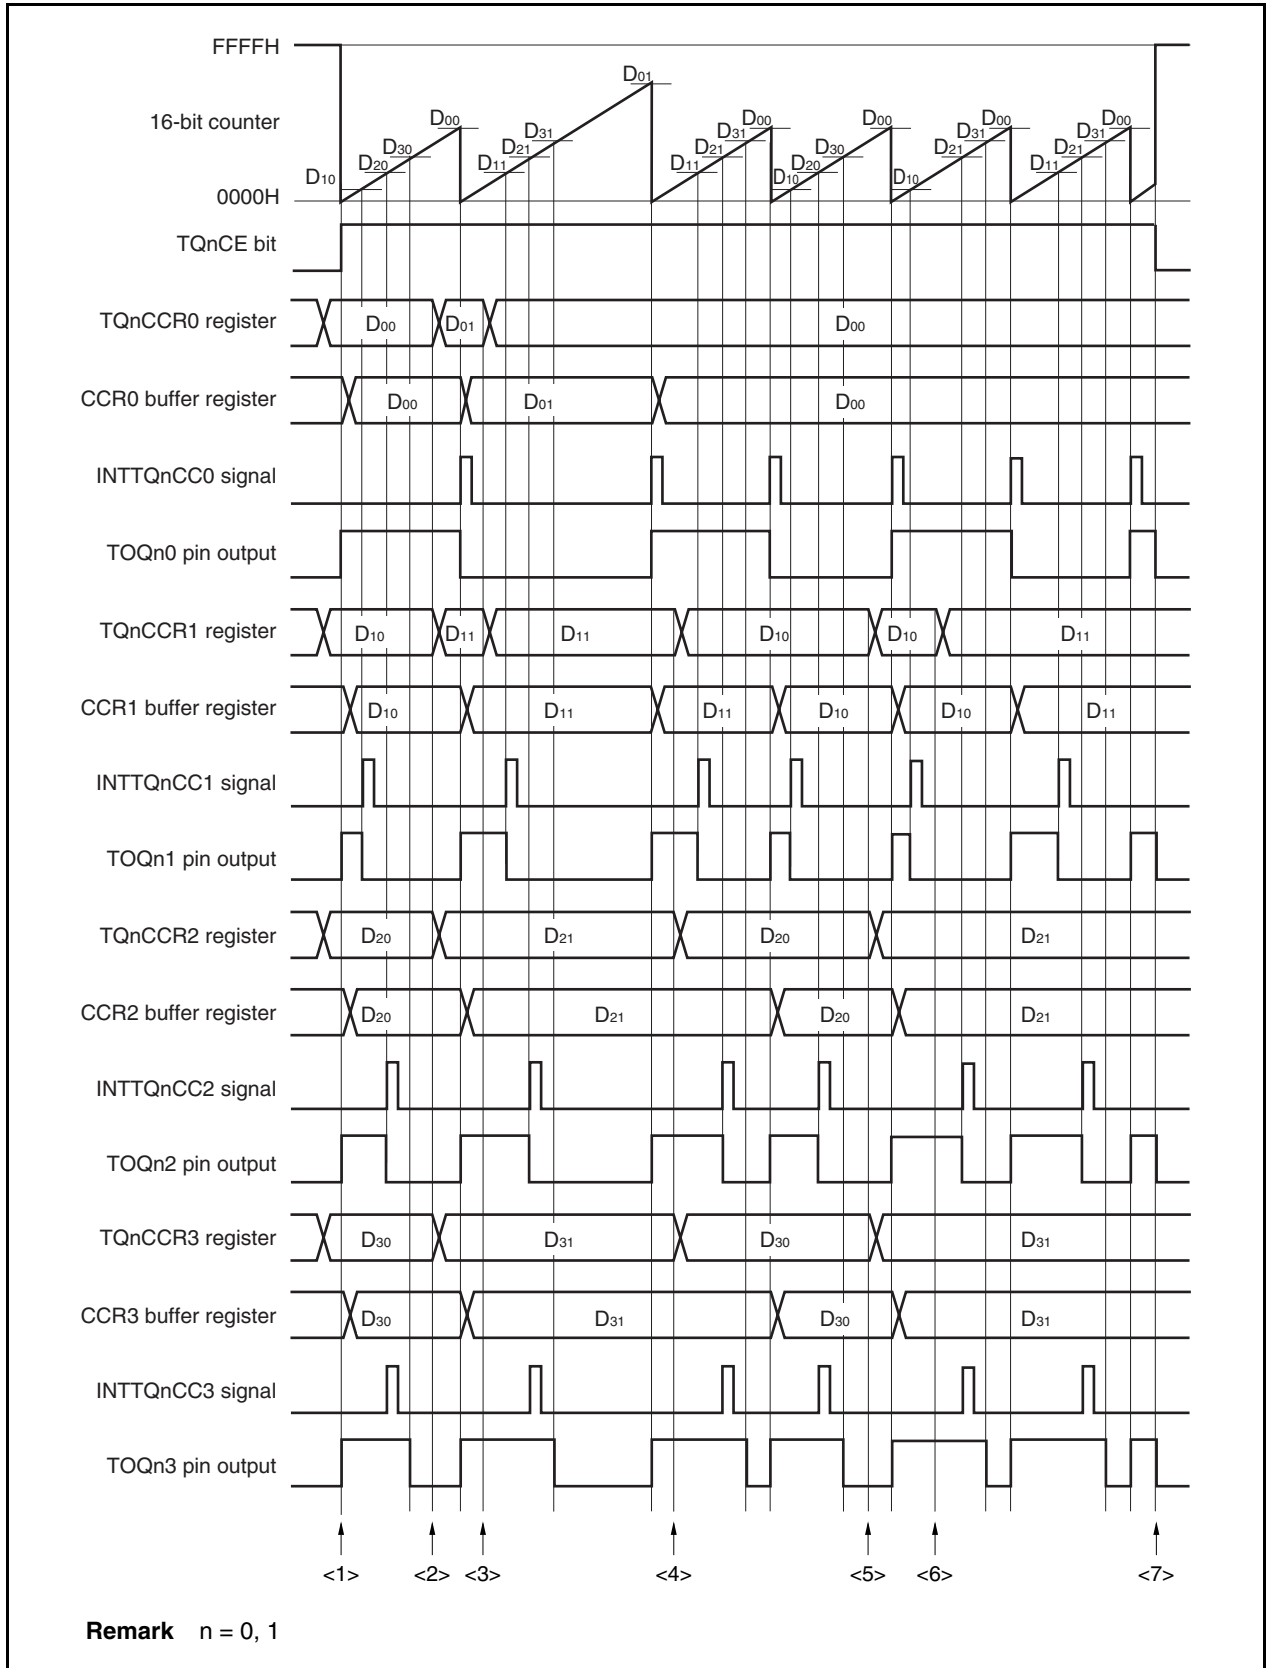 FFFFH
D01
16-bit counter
D00 D00 D00 D00 D00
D30 D31 D31 D30 D31 D31
D20 D21 D21 D20 D21 D21
D10 D11 D11 D10 D10 D11
0000H
TQnCE bit
TQnCCR0 register D00 D01 D00
CCR0 buffer register D00 D01 D00
INTTQnCC0 signal
TOQn0 pin output
TQnCCR1 register D10 D11 D11 D10 D10 D11
CCR1 buffer register D10 D11 D11 D10 D10 D11
INTTQnCC1 signal
TOQn1 pin output
TQnCCR2 register D20 D21 D20 D21
CCR2 buffer register D20 D21 D20 D21
INTTQnCC2 signal
TOQn2 pin output
TQnCCR3 register D30 D31 D30 D31
CCR3 buffer register D30 D31 D30 D31
INTTQnCC3 signal
TOQn3 pin output
<1> <2> <3> <4> <5> <6> <7>
Remark n = 0, 1